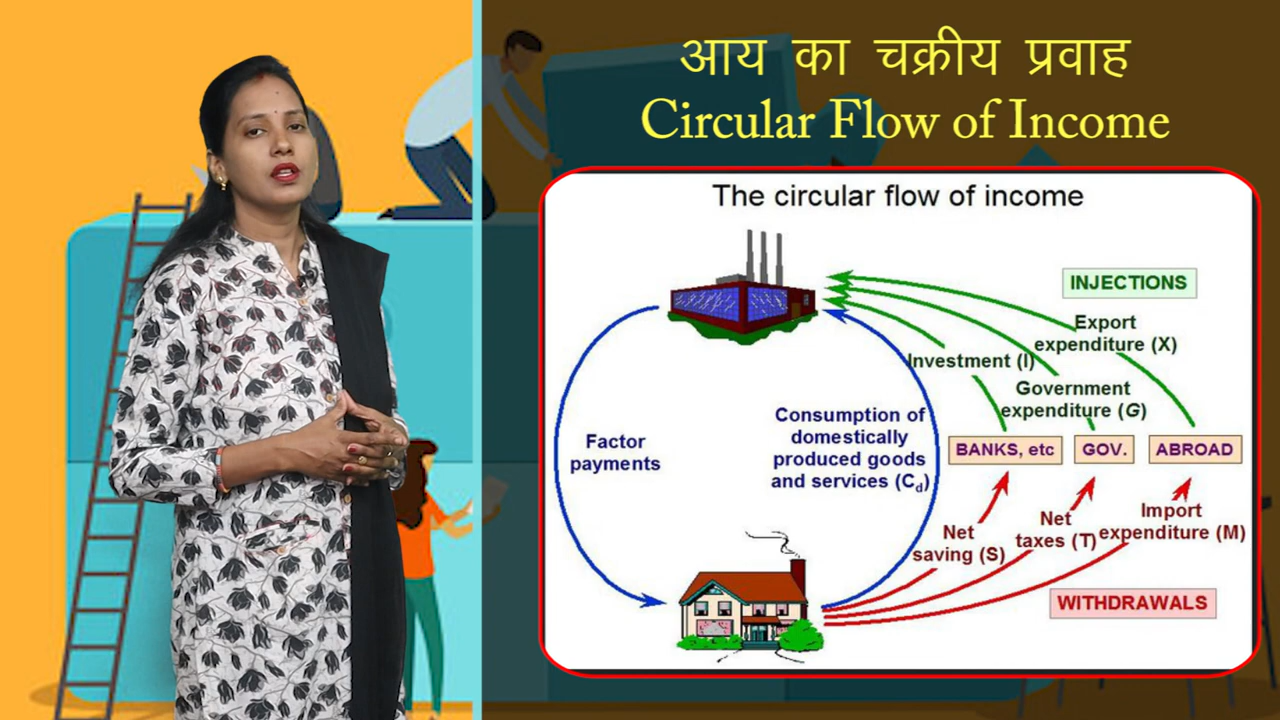 आय का चक्रीय प्रवाह
Circular Flow of Income
The circular flow of income
INJECTIONS
Export
expenditure (X)
Investment (I)
Government
expenditure (G)
Consumption of
domestically
produced goods
and services (Cd)
Factor
payments
BANKS, etc
GOV.
ABROAD
Net
saving (S)
Net
taxes (T)
Import
expenditure (M)
WITHDRAWALS